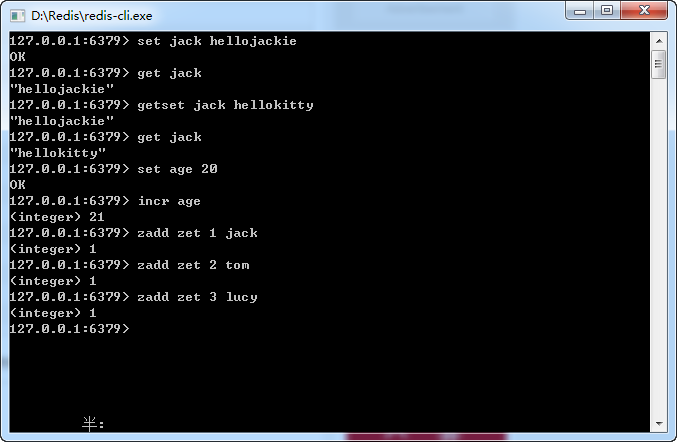 D:\Redis\redis-cli.exe
127.0.0.1:6379> set jack hellojackie
OK
127.0.0.1:6379> get jack
"hellojackie"
127.0.0.1:6379> getset jack hellokitty
"hellojackie"
127.0.0.1:6379> get jack
"hellokitty"
127.0.0.1:6379> set age 20
OK
127.0.0.1:6379> incr age
(integer) 21
127.0.0.1:6379> zadd zet 1 jack
(integer) 1
127.0.0.1:6379> zadd zet 2 tom
(integer) 1
127.0.0.1:6379> zadd zet 3 lucy
(integer) 1
127.0.0.1:6379>
半: